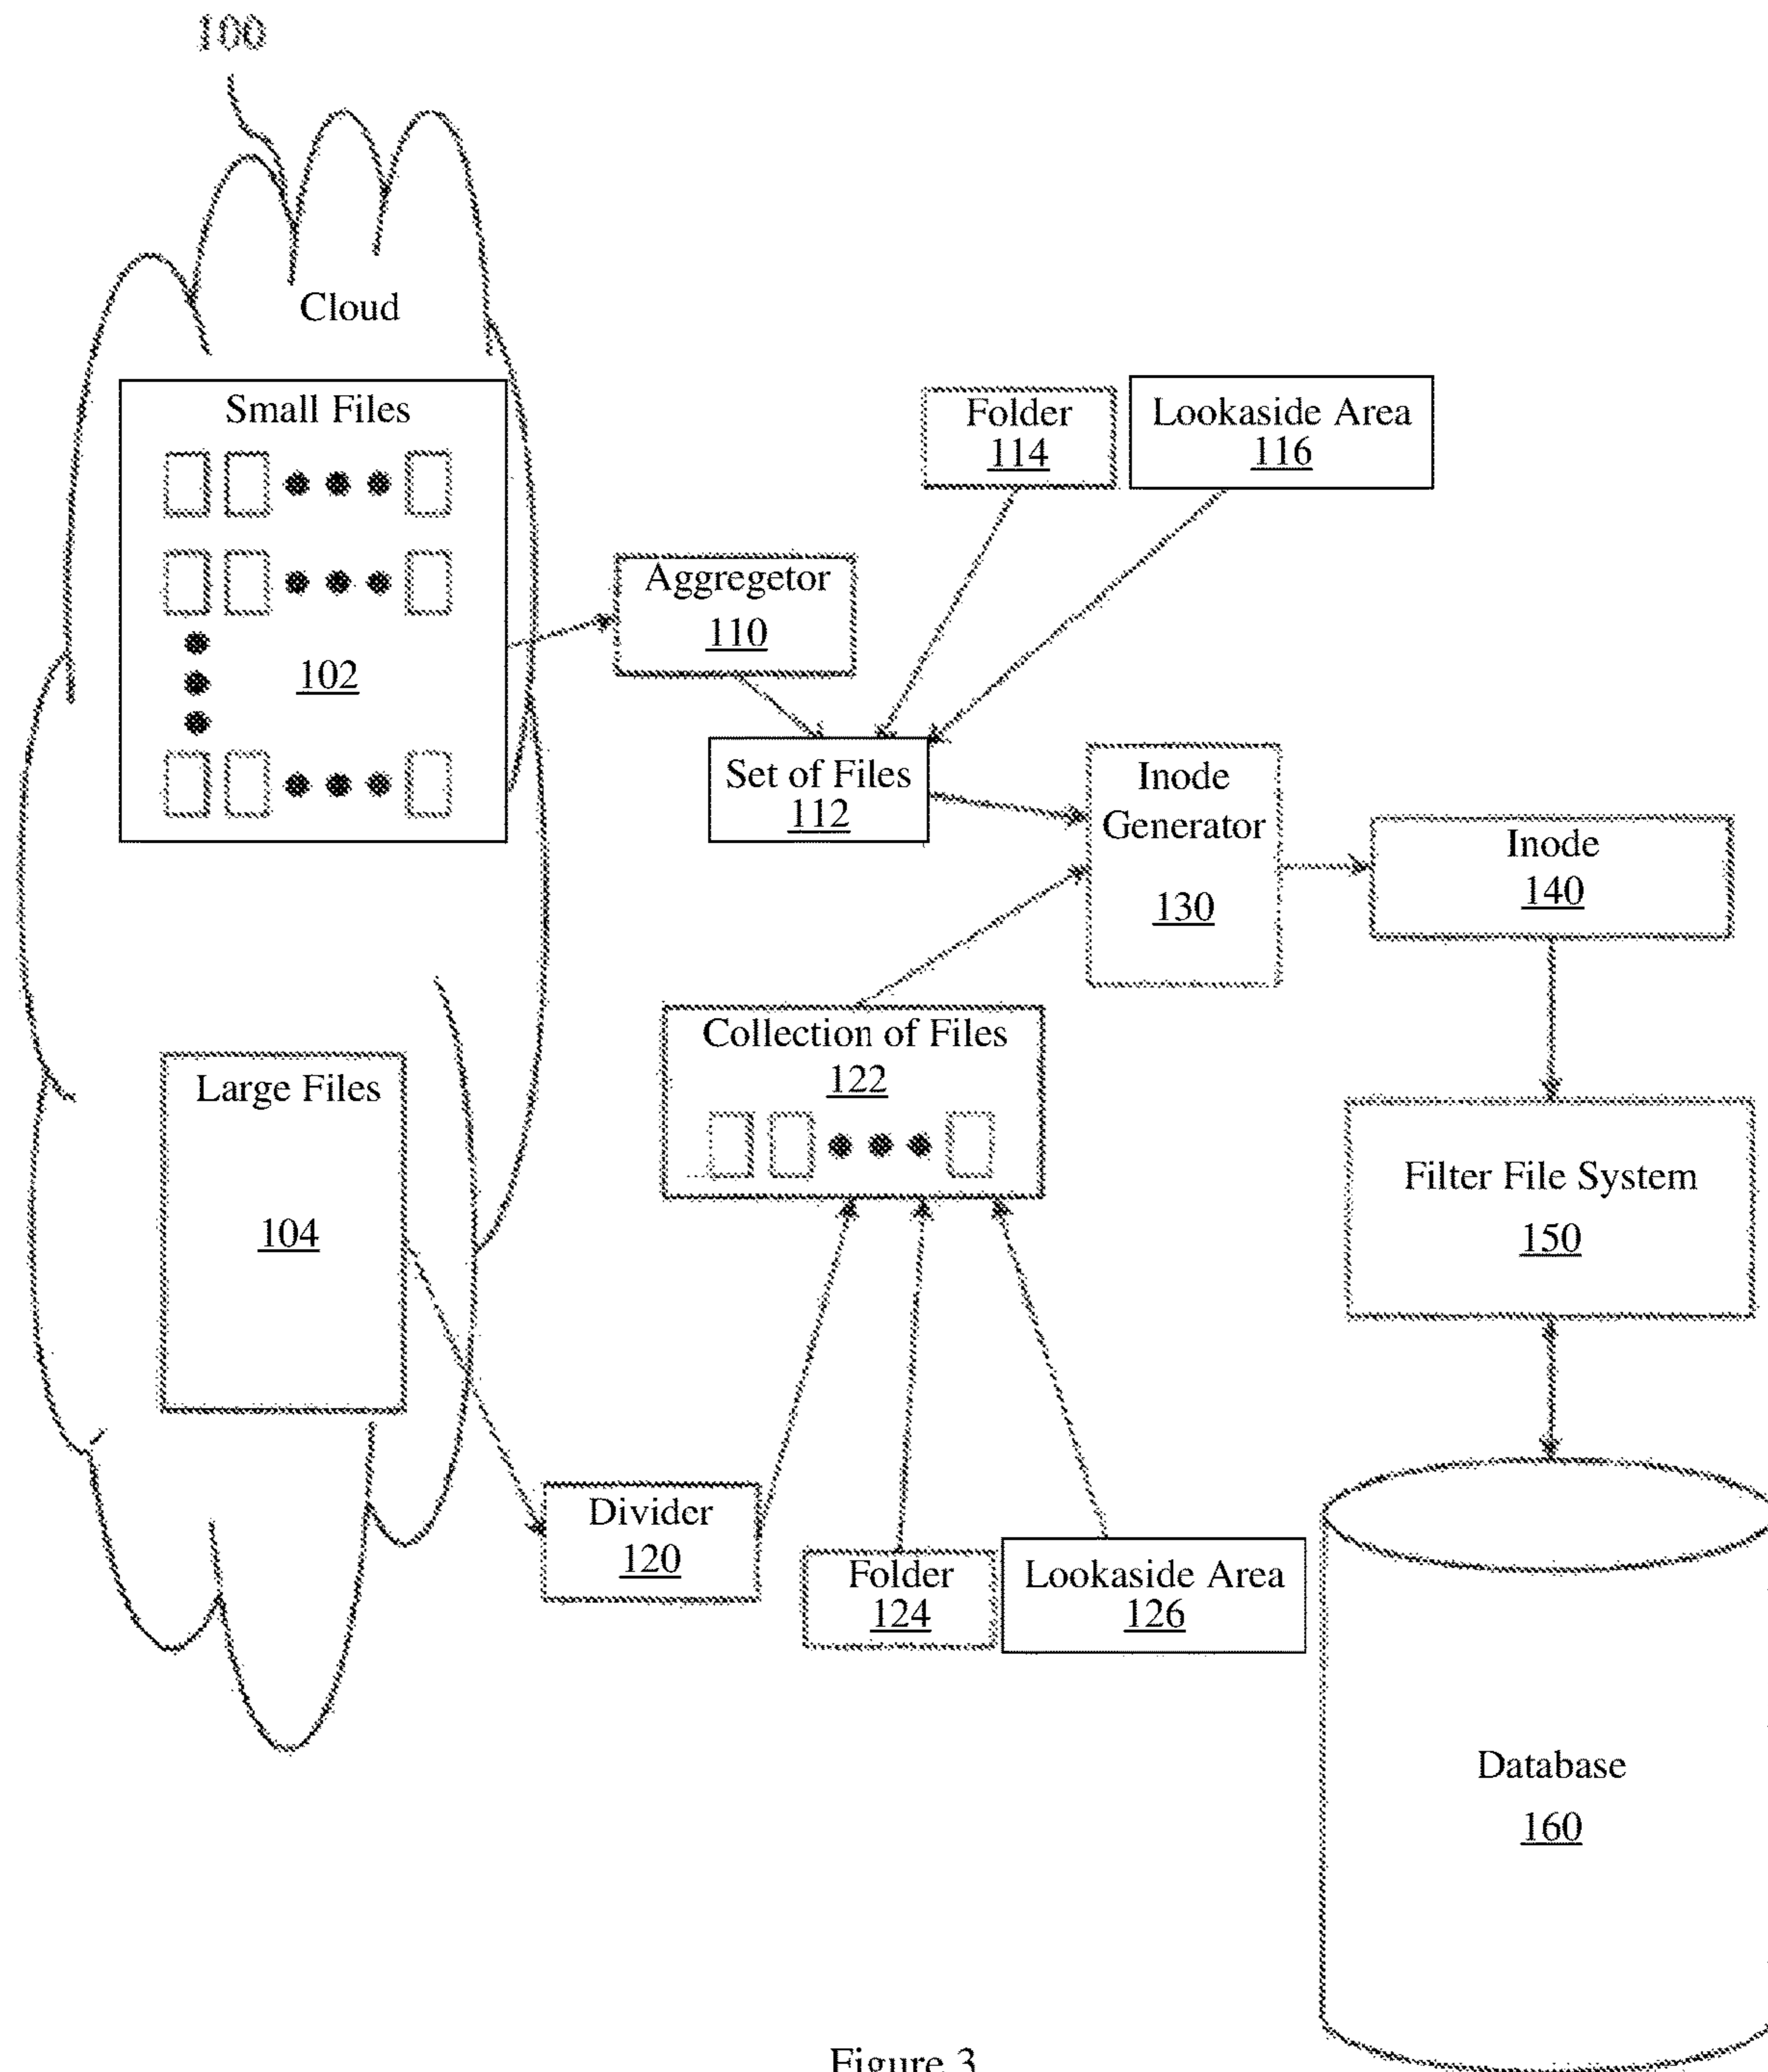 100
Cloud
Small Files
102
Folder
114
Lookaside Area
116
Aggregetor
110
Set of Files
112
Inode
Generator
130
Inode
140
Collection of Files
122
Large Files
104
Filter File System
150
Divider
120
Folder
124
Lookaside Area
126
Database
160
Figure 3